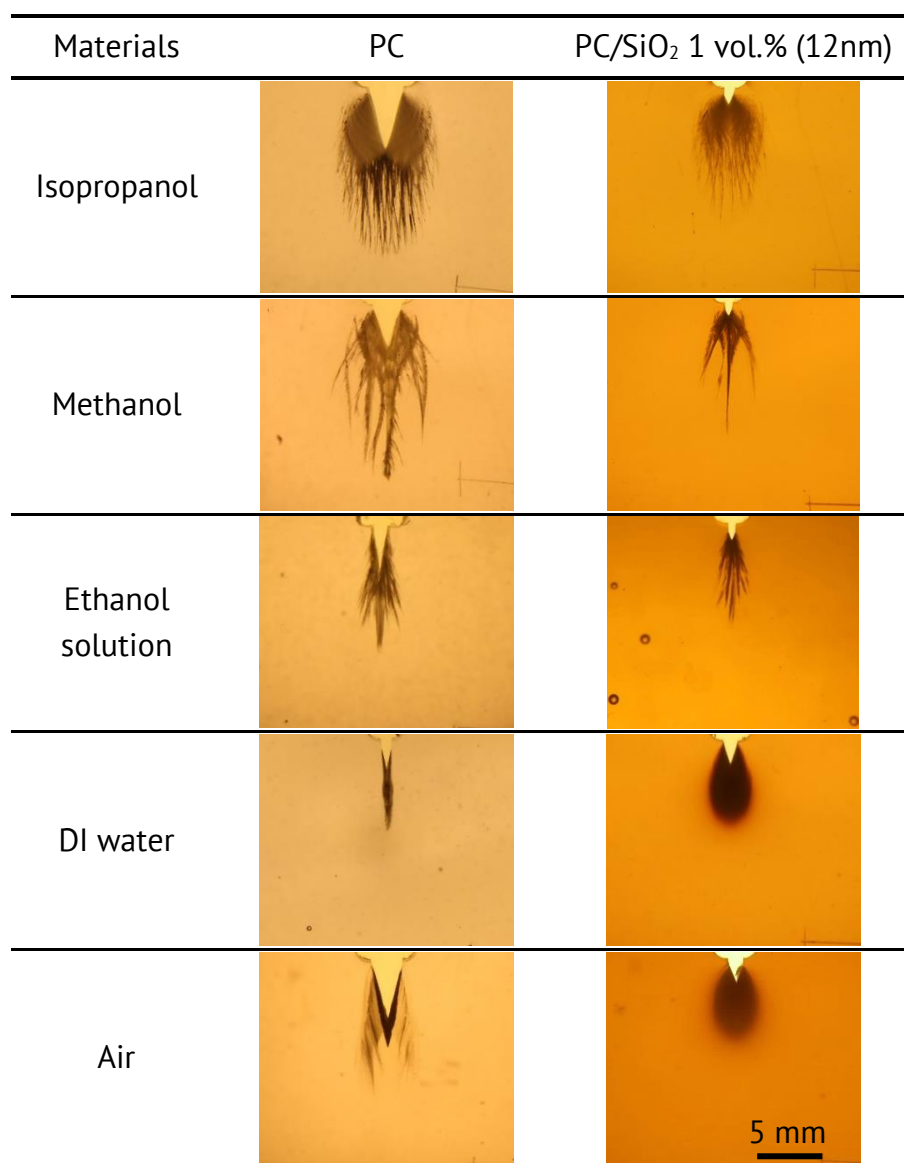 Materials PC PC/SiO₂ 1 vol.% (12nm)
Isopropanol
Methanol
Ethanol
solution
DI water
Air
5 mm